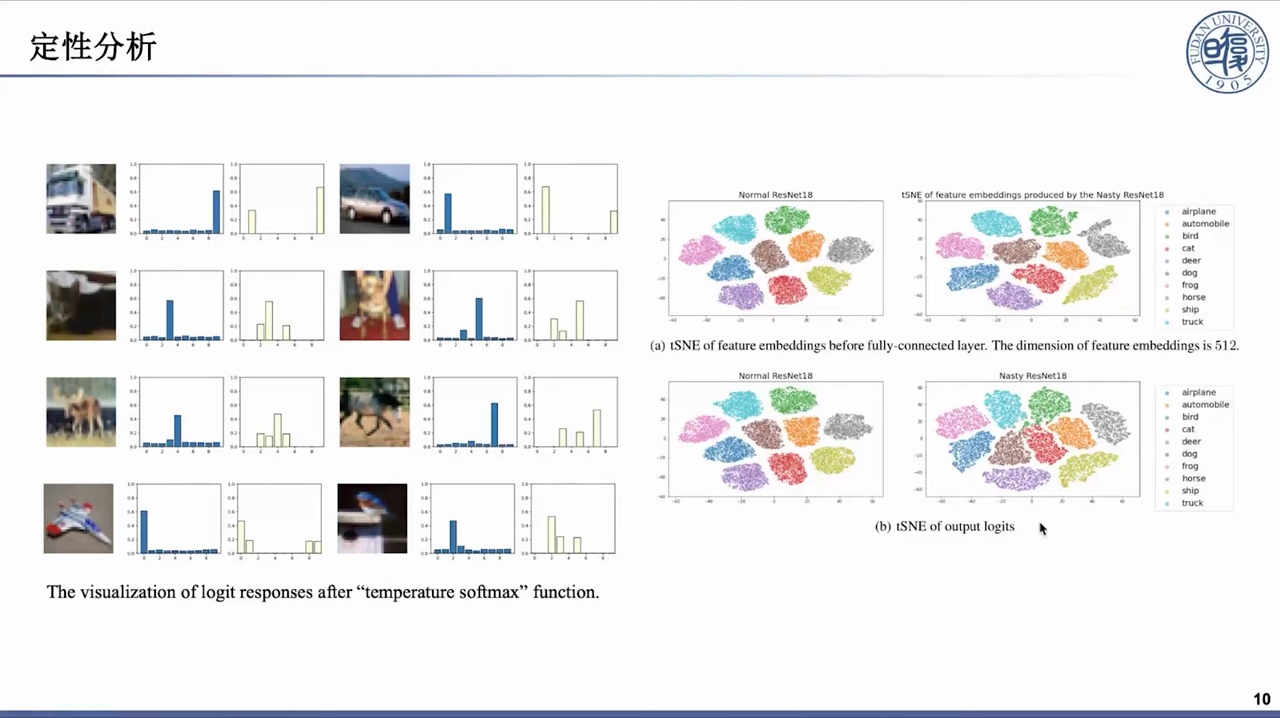 定性分析
FUDAN UNIVERSITY
1905
Normal ResNet18
tSNE of feature embeddings produced by the Nasty ResNet18
airplane
automobile
bird
cat
deer
dog
frog
horse
ship
truck
(a) tSNE of feature embeddings before fully-connected layer. The dimension of feature embeddings is 512.
Normal ResNet18
Nasty ResNet18
airplane
automobile
bird
cat
deer
dog
frog
horse
ship
truck
(b) tSNE of output logits
The visualization of logit responses after “temperature softmax” function.
10